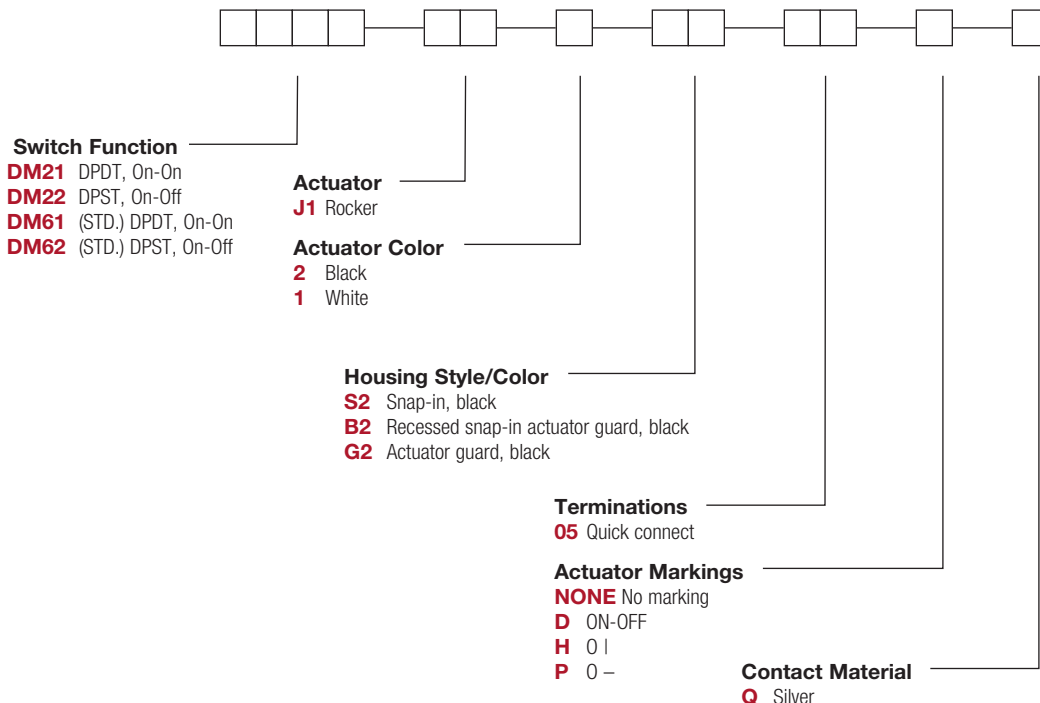 Switch Function
DM21 DPDT, On-On
DM22 DPST, On-Off
DM61 (STD.) DPDT, On-On
DM62 (STD.) DPST, On-Off
Actuator
J1 Rocker
Actuator Color
2 Black
1 White
Housing Style/Color
S2 Snap-in, black
B2 Recessed snap-in actuator guard, black
G2 Actuator guard, black
Terminations
05 Quick connect
Actuator Markings
NONE No marking
D ON-OFF
H O |
P O –
Contact Material
Q Silver